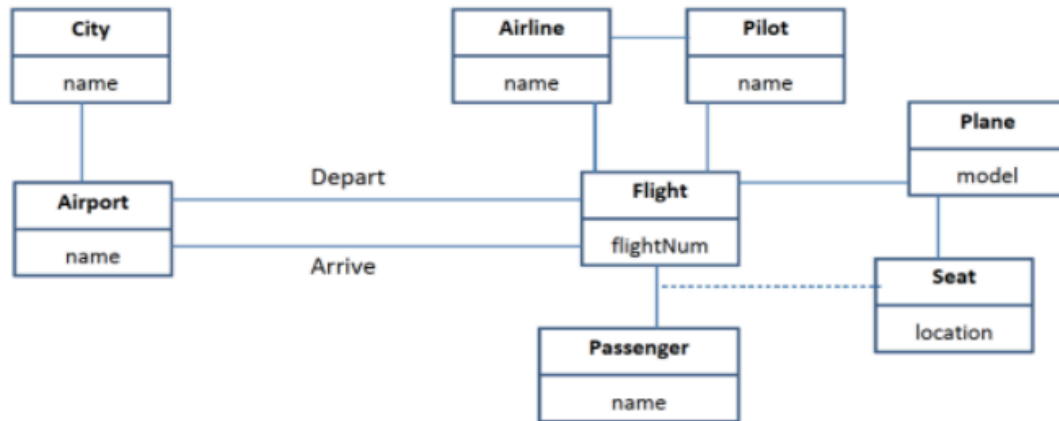 City
name
Airline
name
Pilot
name
Plane
model
Airport
name
Depart
Arrive
Flight
flightNum
Seat
location
Passenger
name